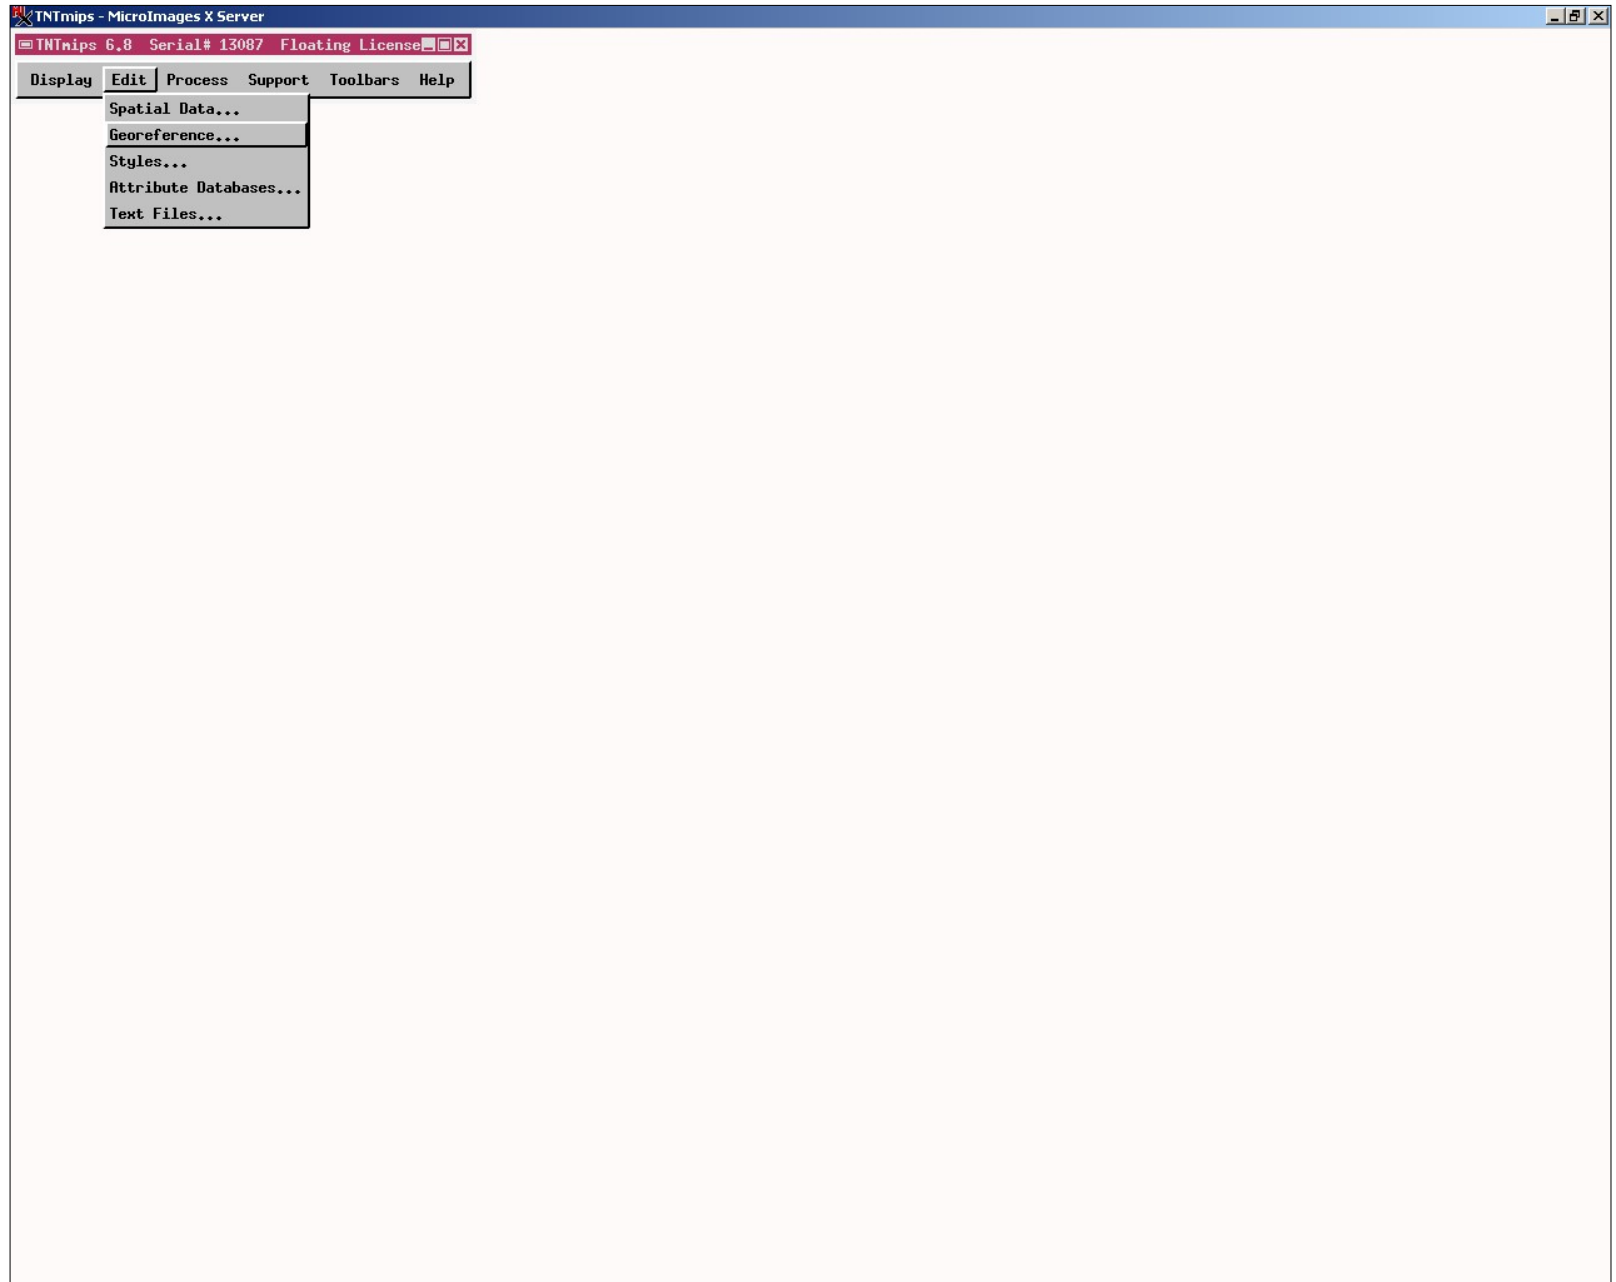 TNTmips - MicroImages X Server
TNTmips 6.8 Serial# 13087 Floating License
Display Edit Process Support Toolbars Help
Spatial Data...
Georeference...
Styles...
Attribute Databases...
Text Files...